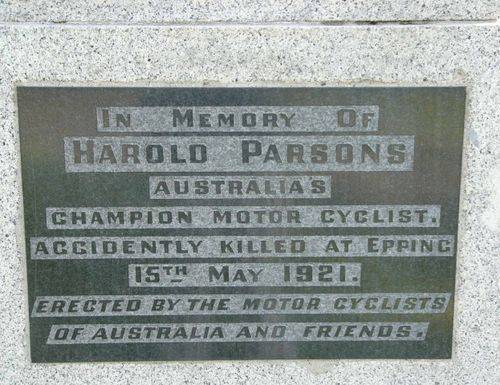 IN MEMORY OF
HAROLD PARSONS
AUSTRALIA'S
CHAMPION MOTOR CYCLIST.
ACCIDENTLY KILLED AT EPPING
15TH MAY 1921.
ERECTED BY THE MOTOR CYCLISTS
OF AUSTRALIA AND FRIENDS.